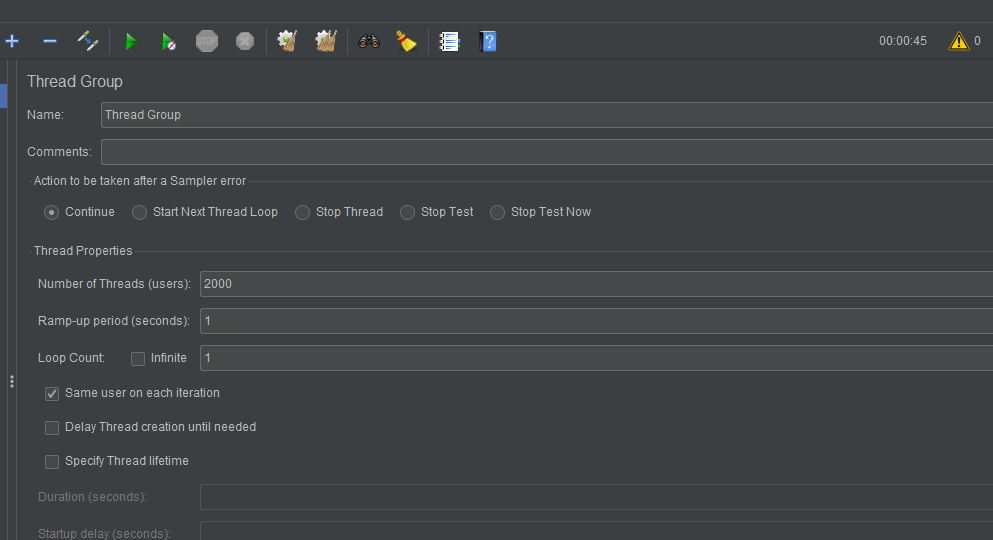 STOP
00:00:45
0
Thread Group
Name: Thread Group
Comments:
Action to be taken after a Sampler error
Continue Start Next Thread Loop Stop Thread Stop Test Stop Test Now
Thread Properties
Number of Threads (users): 2000
Ramp-up period (seconds): 1
Loop Count: Infinite 1
Same user on each iteration
Delay Thread creation until needed
Specify Thread lifetime
Duration (seconds):
Startup delay (seconds):